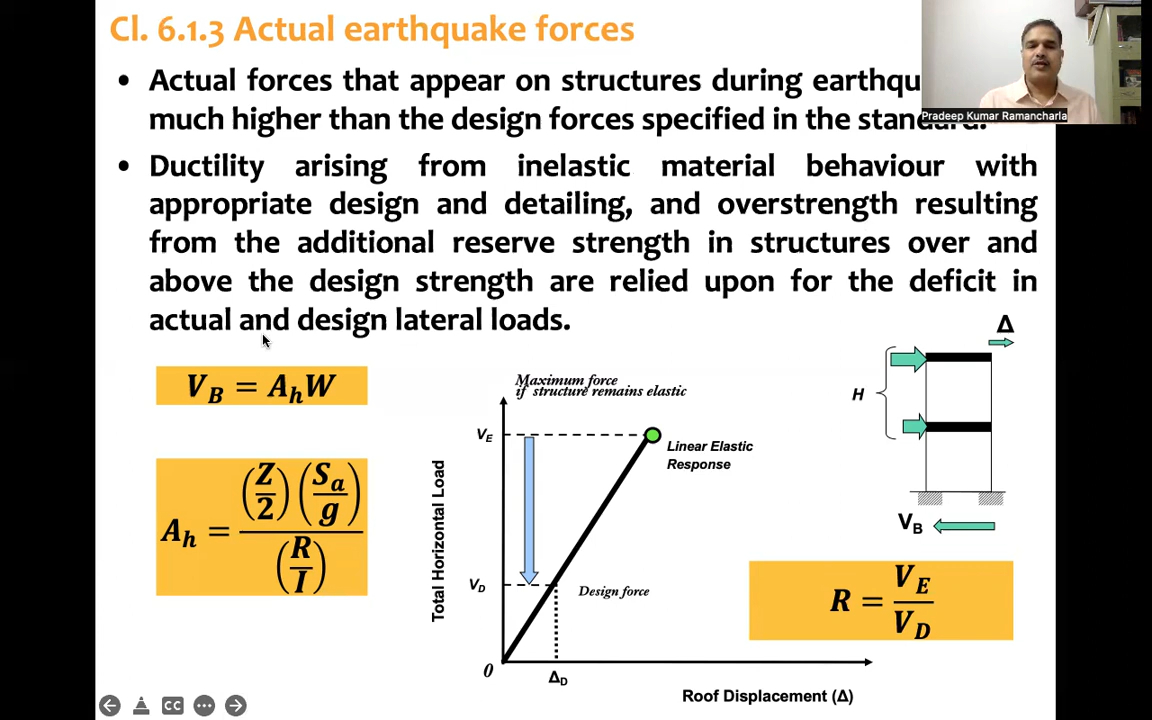 Cl. 6.1.3 Actual earthquake forces
• Actual forces that appear on structures during
much higher than the design forces specified in the standard.
• Ductility arising from inelastic material behaviour with
appropriate design and detailing, and overstrength resulting
from the additional reserve strength in structures over and
above the design strength are relied upon for the deficit in
actual and design lateral loads.
Pradeep Kumar Ramancharla
V_B = A_h W
A_h = (Z/2) (S_a/g) / (R/I)
Maximum force
if structure remains elastic
V_E
Linear Elastic
Response
Total Horizontal Load
V_D
Design force
0
Δ_D
Roof Displacement (Δ)
Δ
H
V_B
R = V_E / V_D
CC